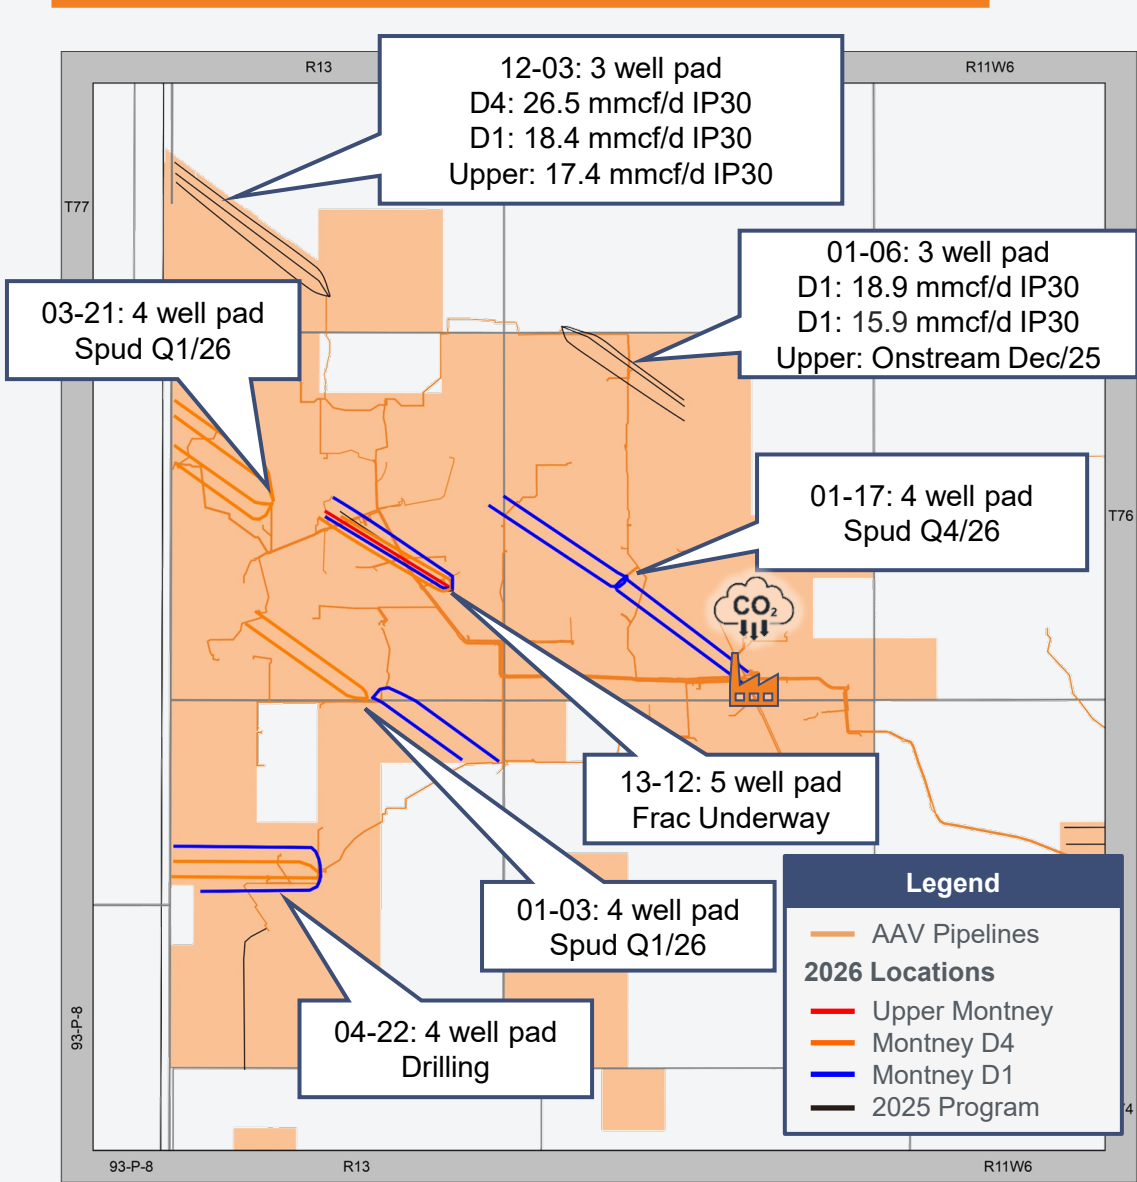 R13
R11W6
12-03: 3 well pad
D4: 26.5 mmcf/d IP30
D1: 18.4 mmcf/d IP30
Upper: 17.4 mmcf/d IP30
T77
01-06: 3 well pad
D1: 18.9 mmcf/d IP30
D1: 15.9 mmcf/d IP30
Upper: Onstream Dec/25
03-21: 4 well pad
Spud Q1/26
01-17: 4 well pad
Spud Q4/26
T76
CO₂
13-12: 5 well pad
Frac Underway
01-03: 4 well pad
Spud Q1/26
04-22: 4 well pad
Drilling
93-P-8
Legend
AAV Pipelines
2026 Locations
Upper Montney
Montney D4
Montney D1
2025 Program
93-P-8
R13
R11W6